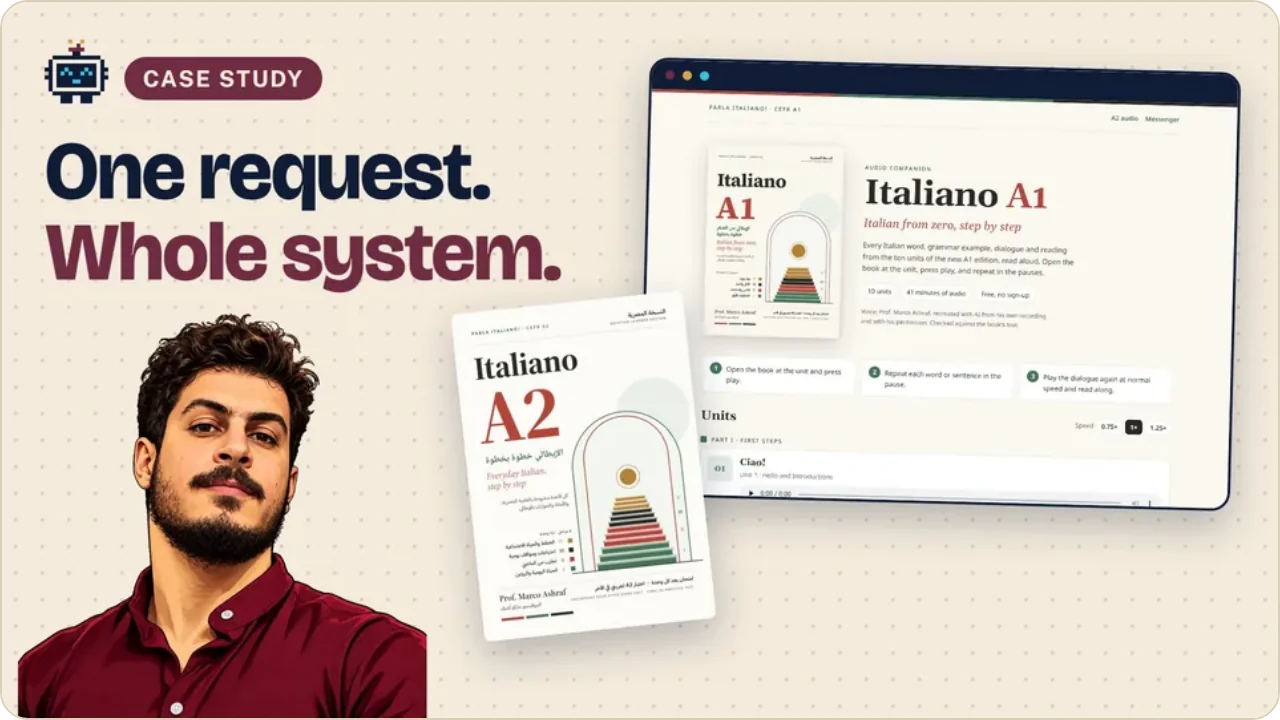 CASE STUDY
One request.
Whole system.
PARLA ITALIANO! · CEFR A1
A2 audio Messenger
Italiano
A1
Italian from zero,
step by step
Prof. Marco Ashraf
AUDIO COMPANION
Italiano A1
Italian from zero, step by step
Every Italian word, grammar example, dialogue and reading
from the ten units of the new A1 edition, read aloud. Open the
book at the unit, press play, and repeat in the pauses.
10 units 41 minutes of audio Free, no sign-up
Voice: Prof. Marco Ashraf, recreated with AI from his own recording
and with his permission. Checked against the book's text.
1 Open the book at the unit and press
play.
2 Repeat each word or sentence in the
pause.
3 Play the dialogue again at normal
speed and read along.
Units
Speed 0.75× 1× 1.25×
PART I · FIRST STEPS
01 Ciao!
Unit 1 · Hello and introductions
0:00 / 0:00
PARLA ITALIANO! · CEFR A2
النسخة المصرية
Italiano
A2
الإيطالي خطوة بخطوة
Everyday Italian,
step by step
Prof. Marco Ashraf